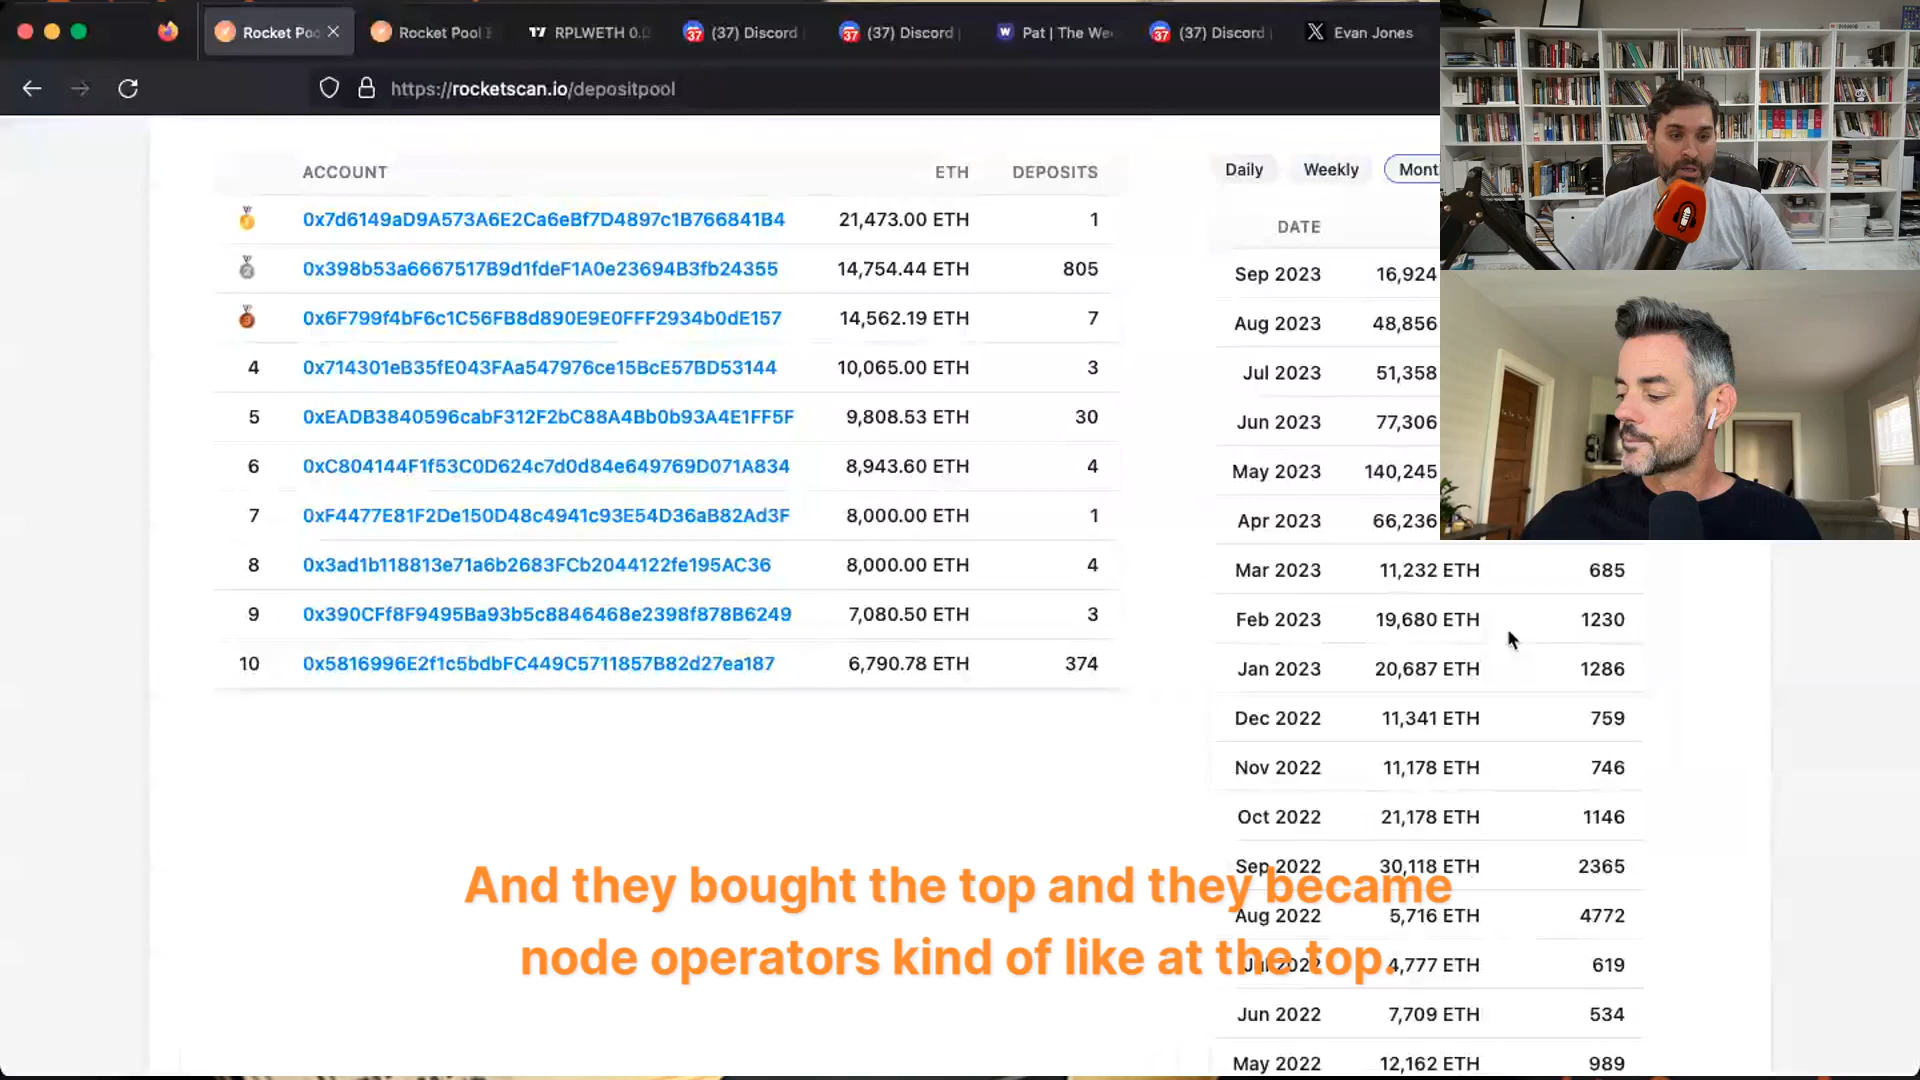 Rocket Poo
Rocket Pool E
RPLWETH 0.0
(37) Discord
(37) Discord |
Pat | The We
(37) Discord |
Evan Jones
https://rocketscan.io/depositpool
ACCOUNT ETH DEPOSITS
0x7d6149aD9A573A6E2Ca6eBf7D4897c1B766841B4 21,473.00 ETH 1
0x398b53a6667517B9d1fdeF1A0e23694B3fb24355 14,754.44 ETH 805
0x6F799f4bF6c1C56FB8d890E9E0FFF2934b0dE157 14,562.19 ETH 7
4 0x714301eB35fE043FAa547976ce15BcE57BD53144 10,065.00 ETH 3
5 0xEADB3840596cabF312F2bC88A4Bb0b93A4E1FF5F 9,808.53 ETH 30
6 0xC804144F1f53C0D624c7d0d84e649769D071A834 8,943.60 ETH 4
7 0xF4477E81F2De150D48c4941c93E54D36aB82Ad3F 8,000.00 ETH 1
8 0x3ad1b118813e71a6b2683FCb2044122fe195AC36 8,000.00 ETH 4
9 0x390CFf8F9495Ba93b5c8846468e2398f878B6249 7,080.50 ETH 3
10 0x5816996E2f1c5bdbFC449C5711857B82d27ea187 6,790.78 ETH 374
Daily Weekly Mont
DATE
Sep 2023 16,924
Aug 2023 48,856
Jul 2023 51,358
Jun 2023 77,306
May 2023 140,245
Apr 2023 66,236
Mar 2023 11,232 ETH 685
Feb 2023 19,680 ETH 1230
Jan 2023 20,687 ETH 1286
Dec 2022 11,341 ETH 759
Nov 2022 11,178 ETH 746
Oct 2022 21,178 ETH 1146
Sep 2022 30,118 ETH 2365
Aug 2022 5,716 ETH 4772
Jul 2022 4,777 ETH 619
Jun 2022 7,709 ETH 534
May 2022 12,162 ETH 989
And they bought the top and they became
node operators kind of like at the top.